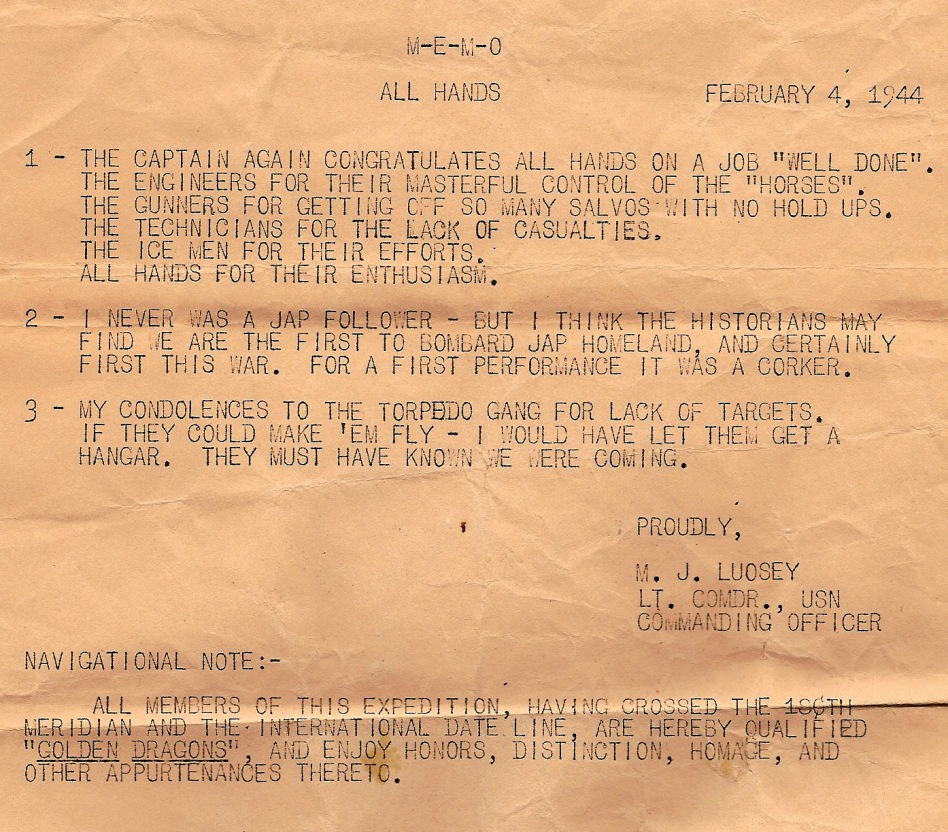 M-E-M-O
ALL HANDS FEBRUARY 4, 1944
1 - THE CAPTAIN AGAIN CONGRATULATES ALL HANDS ON A JOB "WELL DONE".
THE ENGINEERS FOR THEIR MASTERFUL CONTROL OF THE "HORSES".
THE GUNNERS FOR GETTING OFF SO MANY SALVOS WITH NO HOLD UPS.
THE TECHNICIANS FOR THE LACK OF CASUALTIES.
THE ICE MEN FOR THEIR EFFORTS.
ALL HANDS FOR THEIR ENTHUSIASM.
2 - I NEVER WAS A JAP FOLLOWER - BUT I THINK THE HISTORIANS MAY
FIND WE ARE THE FIRST TO BOMBARD JAP HOMELAND, AND CERTAINLY
FIRST THIS WAR. FOR A FIRST PERFORMANCE IT WAS A CORKER.
3 - MY CONDOLENCES TO THE TORPEDO GANG FOR LACK OF TARGETS.
IF THEY COULD MAKE 'EM FLY - I WOULD HAVE LET THEM GET A
HANGAR. THEY MUST HAVE KNOWN WE WERE COMING.
PROUDLY,
M. J. LUOSEY
LT. COMDR., USN
COMMANDING OFFICER
NAVIGATIONAL NOTE:-
ALL MEMBERS OF THIS EXPEDITION, HAVING CROSSED THE 180TH
MERIDIAN AND THE INTERNATIONAL DATE LINE, ARE HEREBY QUALIFIED
"GOLDEN DRAGONS", AND ENJOY HONORS, DISTINCTION, HOMAGE, AND
OTHER APPURTENANCES THERETO.